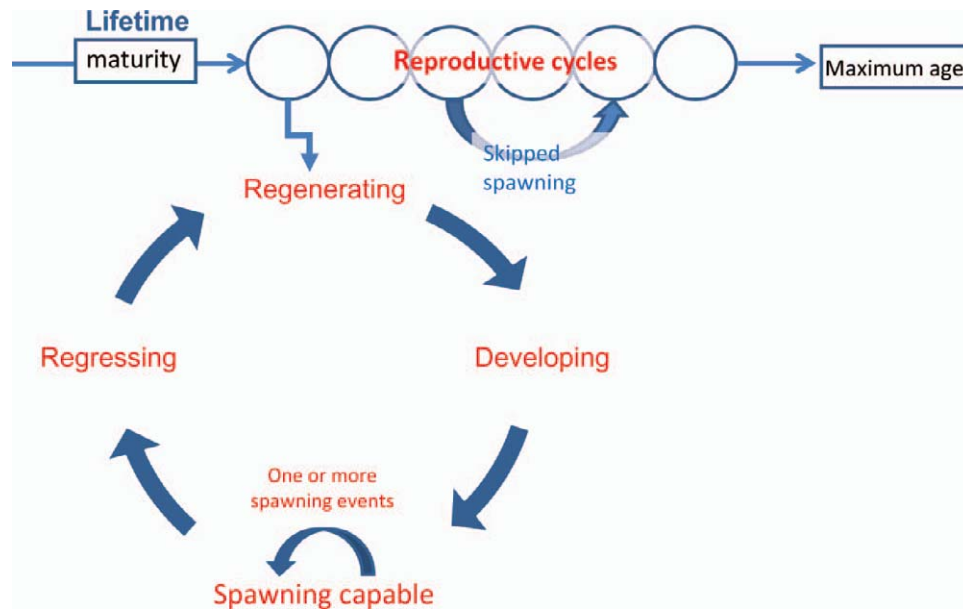 Lifetime
maturity
Reproductive cycles
Maximum age
Skipped
spawning
Regenerating
Regressing
Developing
One or more
spawning events
Spawning capable